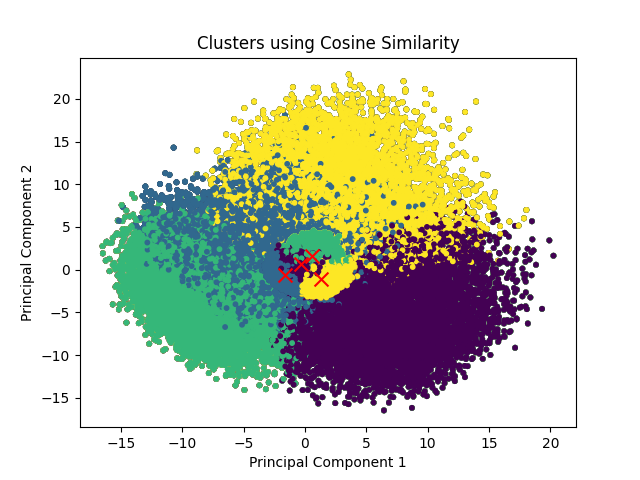 Clusters using Cosine Similarity
Principal Component 2
20
15
10
5
0
−5
−10
−15
−15 −10 −5 0 5 10 15 20
Principal Component 1